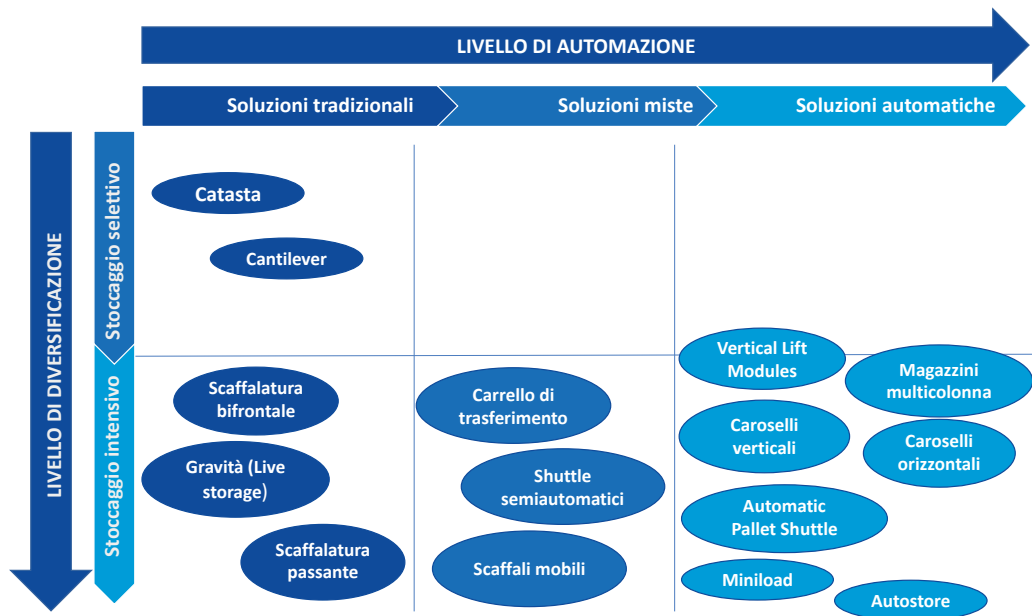 LIVELLO DI AUTOMAZIONE
Soluzioni tradizionali
Soluzioni miste
Soluzioni automatiche
LIVELLO DI DIVERSIFICAZIONE
Stoccaggio selettivo
Catasta
Cantilever
Stoccaggio intensivo
Scaffalatura
bifrontale
Gravità (Live
storage)
Scaffalatura
passante
Carrello di
trasferimento
Shuttle
semiautomatici
Scaffali mobili
Vertical Lift
Modules
Magazzini
multicolonna
Caroselli
verticali
Caroselli
orizzontali
Automatic
Pallet Shuttle
Miniload
Autostore